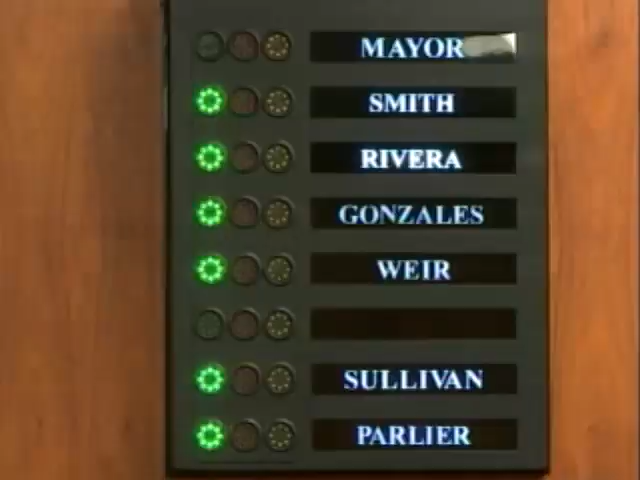 MAYOR
SMITH
RIVERA
GONZALES
WEIR
SULLIVAN
PARLIER